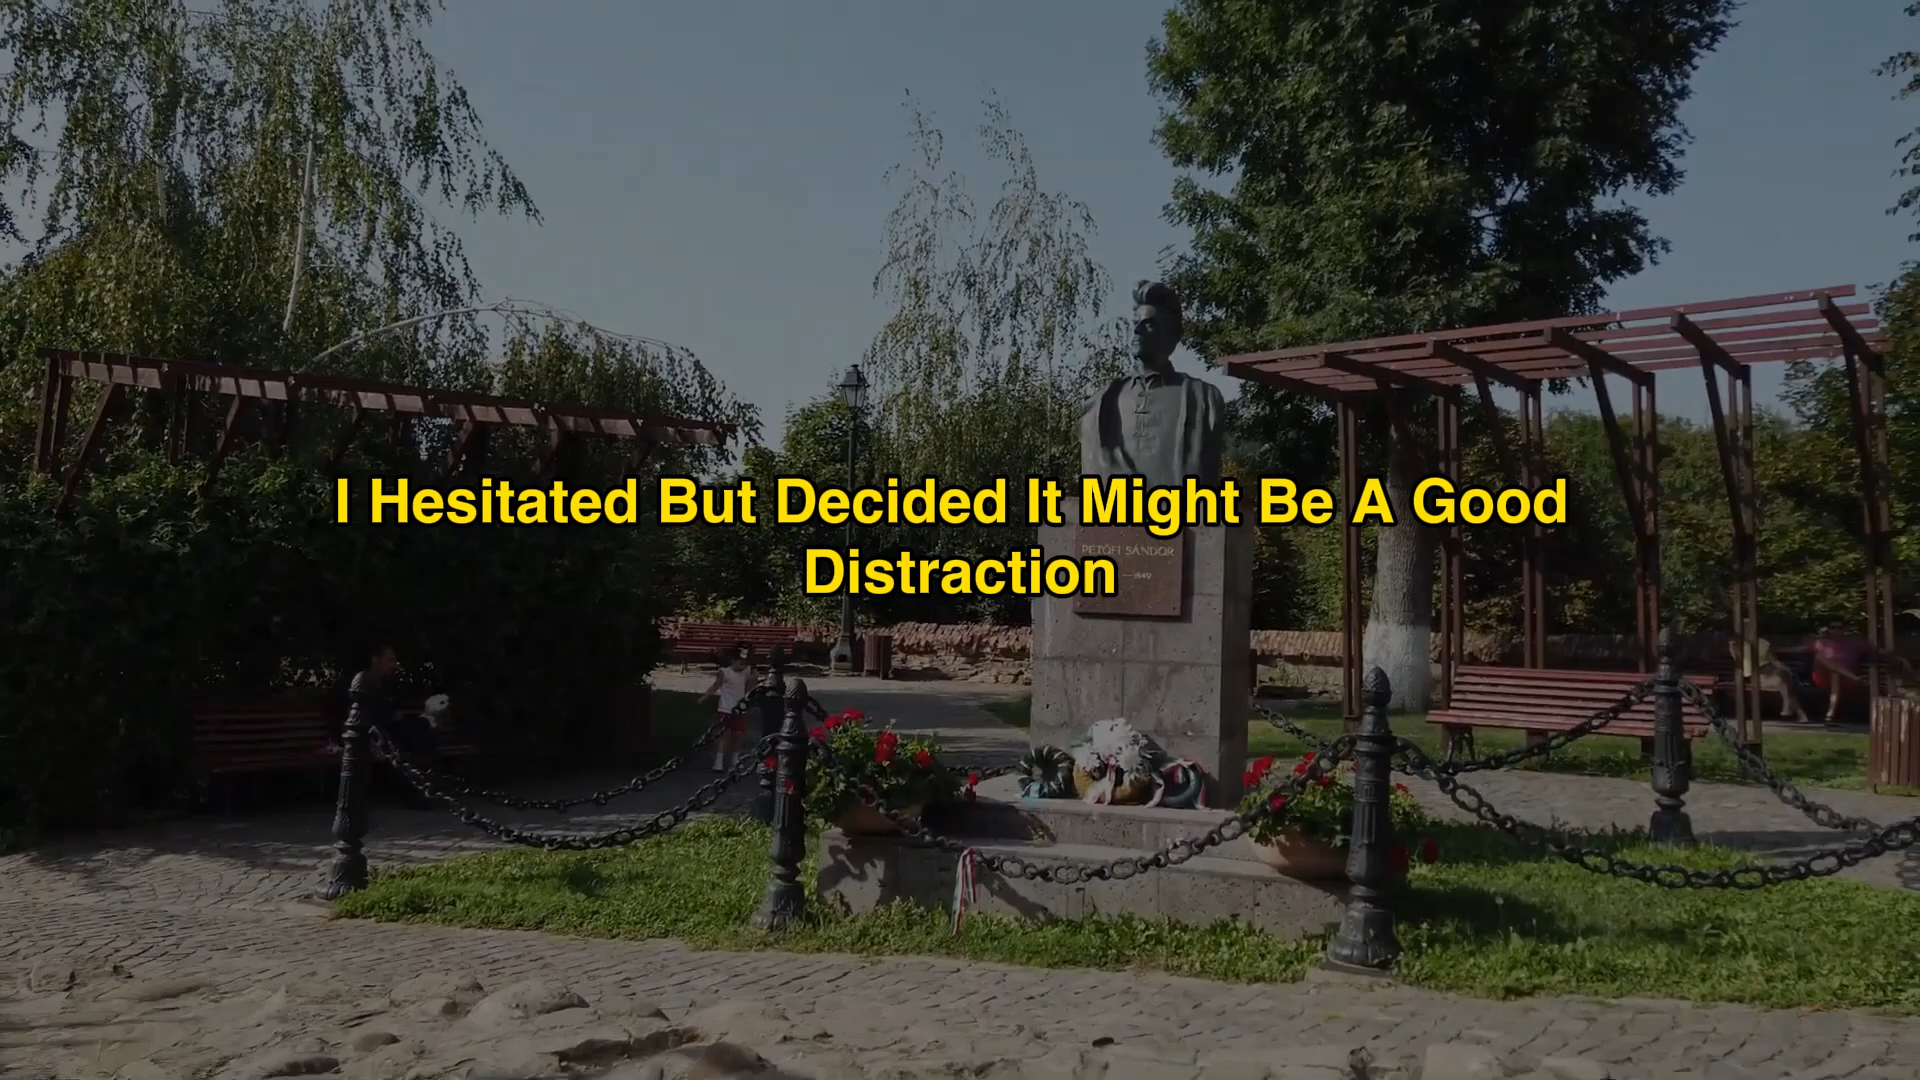 I Hesitated But Decided It Might Be A Good
Distraction
PETŐFI SÁNDOR
—1849